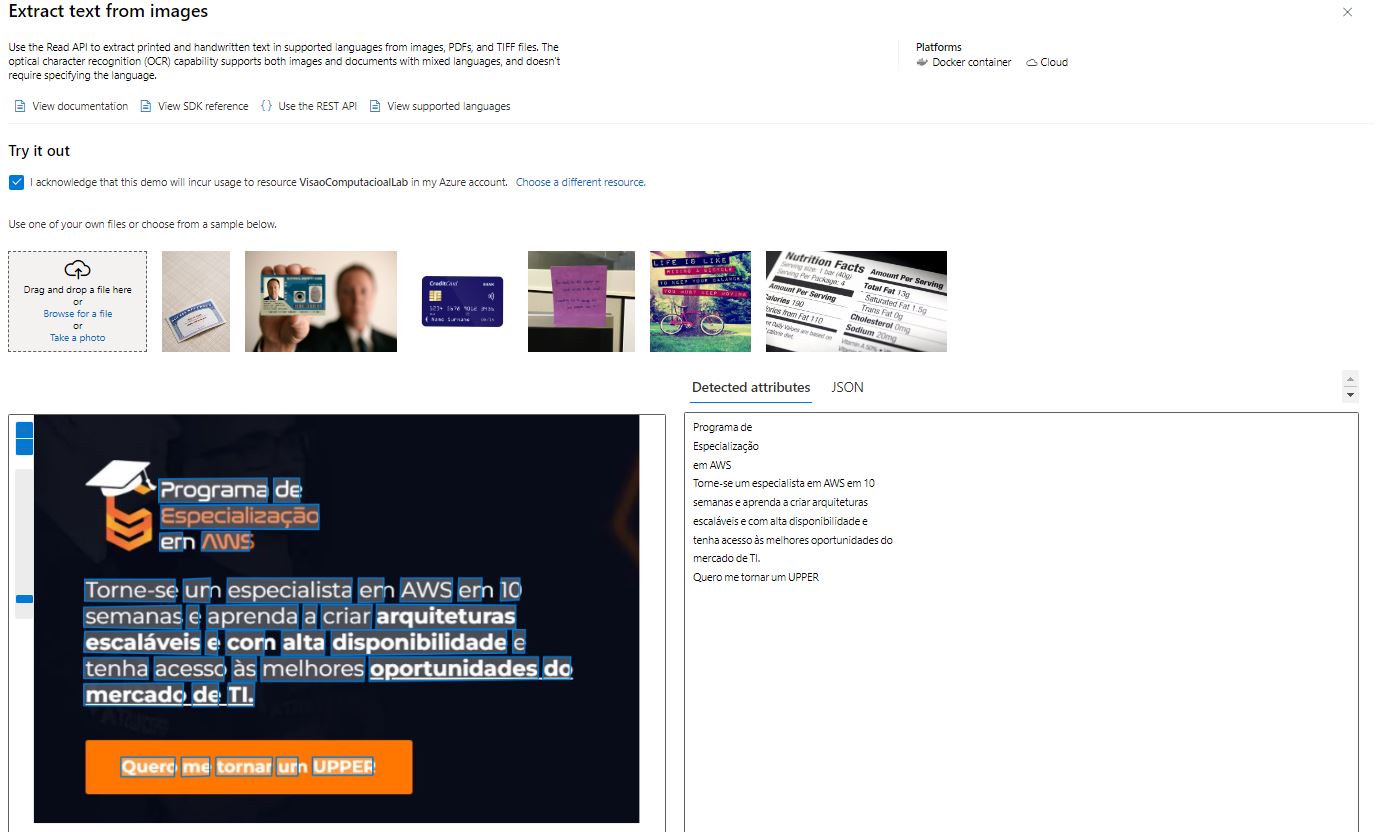 Extract text from images
Use the Read API to extract printed and handwritten text in supported languages from images, PDFs, and TIFF files. The
optical character recognition (OCR) capability supports both images and documents with mixed languages, and doesn't
require specifying the language.
Platforms
Docker container Cloud
View documentation View SDK reference {} Use the REST API View supported languages
Try it out
I acknowledge that this demo will incur usage to resource VisaoComputacioalLab in my Azure account. Choose a different resource.
Use one of your own files or choose from a sample below.
Drag and drop a file here
or
Browse for a file
or
Take a photo
CreditCard BANK
Name Surname
LIFE IS LIKE
RIDING A BICYCLE
TO KEEP YOUR BALANCE
YOU MUST KEEP MOVING
Nutrition Facts
Serving size: 1 bar (40g)
Serving Per Package: 4
Amount Per Serving
Total Fat 13g
Saturated Fat 1.5g
Trans Fat 0g
Cholesterol 0mg
Sodium 20mg
Amount Per Serving
alories 190
ories from Fat 110
Detected attributes JSON
Programa de
Especialização
em AWS
Torne-se um especialista em AWS em 10
semanas e aprenda a criar arquiteturas
escaláveis e com alta disponibilidade e
tenha acesso às melhores oportunidades do
mercado de TI.
Quero me tornar um UPPER
Programa de
Especialização
em AWS
Torne-se um especialista em AWS em 10
semanas e aprenda a criar arquiteturas
escaláveis e com alta disponibilidade e
tenha acesso às melhores oportunidades do
mercado de TI.
Quero me tornar um UPPER